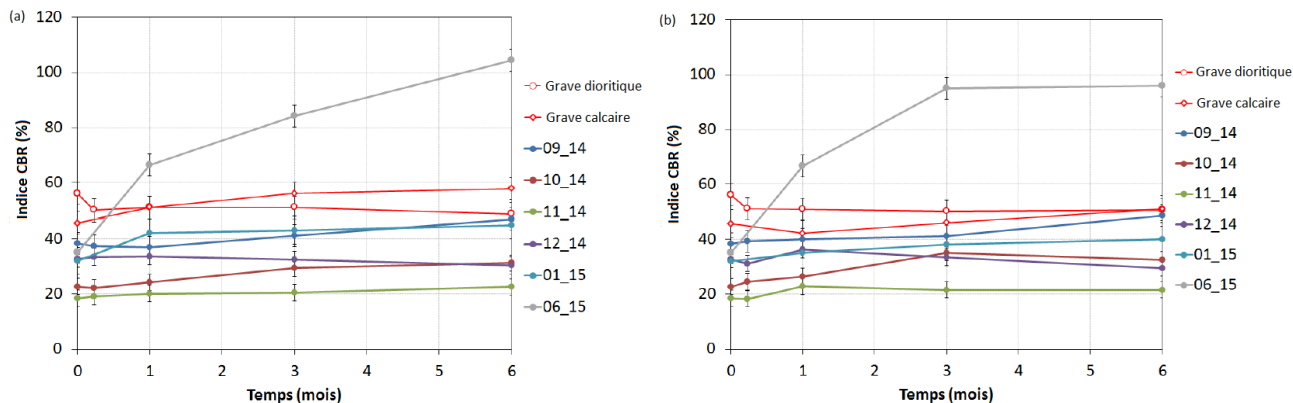 (a)
120
100
80
60
40
20
0
Indice CBR (%)
0 1 2 3 4 5 6
Temps (mois)
Grave dioritique
Grave calcaire
09_14
10_14
11_14
12_14
01_15
06_15
(b)
120
100
80
60
40
20
0
Indice CBR (%)
0 1 2 3 4 5 6
Temps (mois)
Grave dioritique
Grave calcaire
09_14
10_14
11_14
12_14
01_15
06_15